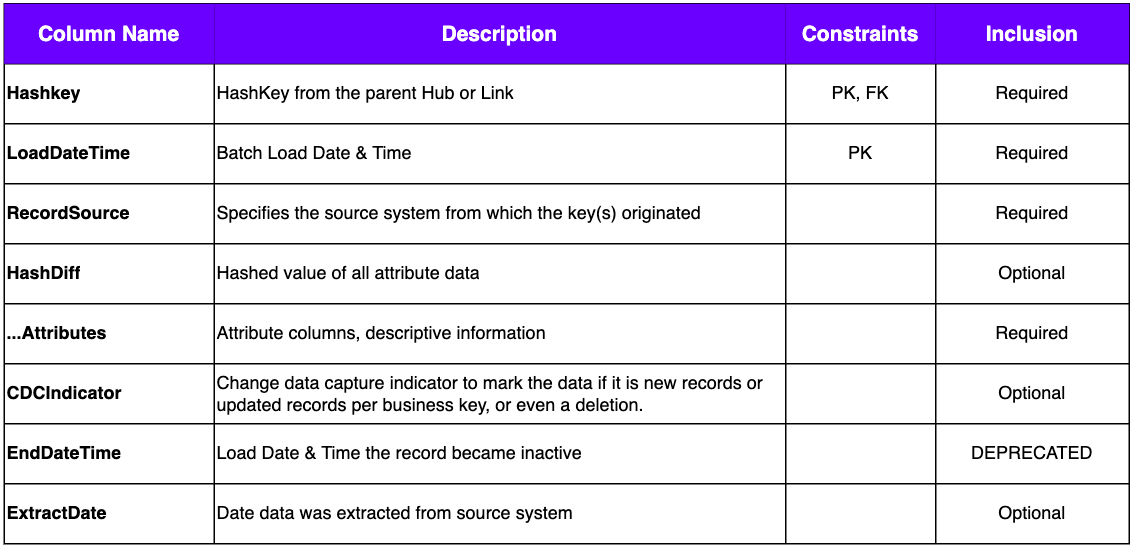 Column Name Description Constraints Inclusion
Hashkey HashKey from the parent Hub or Link PK, FK Required
LoadDateTime Batch Load Date & Time PK Required
RecordSource Specifies the source system from which the key(s) originated Required
HashDiff Hashed value of all attribute data Optional
...Attributes Attribute columns, descriptive information Required
CDCIndicator Change data capture indicator to mark the data if it is new records or
updated records per business key, or even a deletion. Optional
EndDateTime Load Date & Time the record became inactive DEPRECATED
ExtractDate Date data was extracted from source system Optional